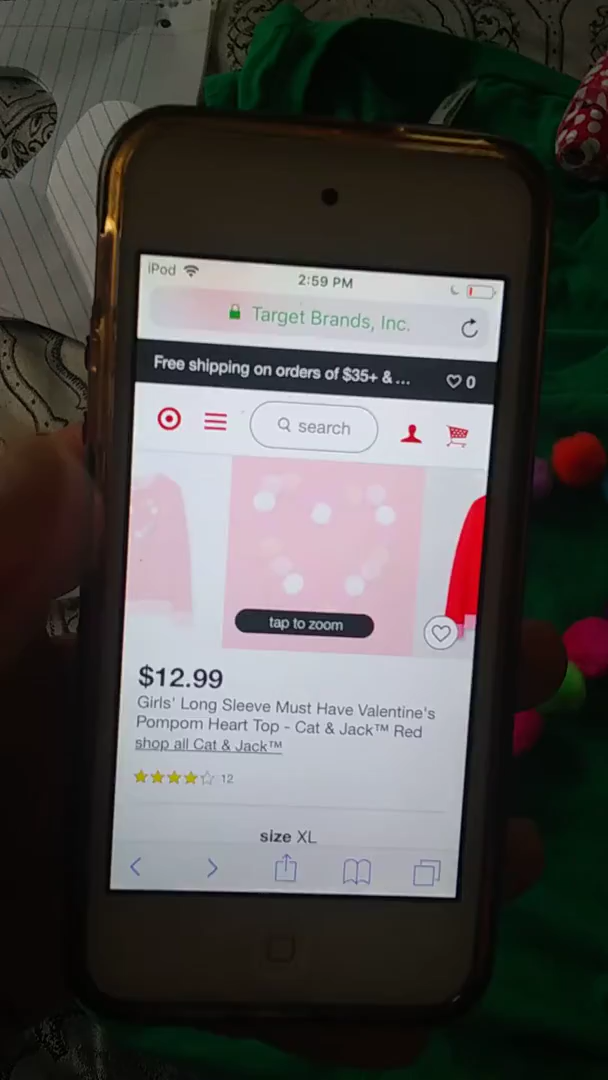 iPod
2:59 PM
Target Brands, Inc.
Free shipping on orders of $35+ & ...
0
search
tap to zoom
$12.99
Girls' Long Sleeve Must Have Valentine's
Pompom Heart Top - Cat & Jack™ Red
shop all Cat & Jack™
12
size XL